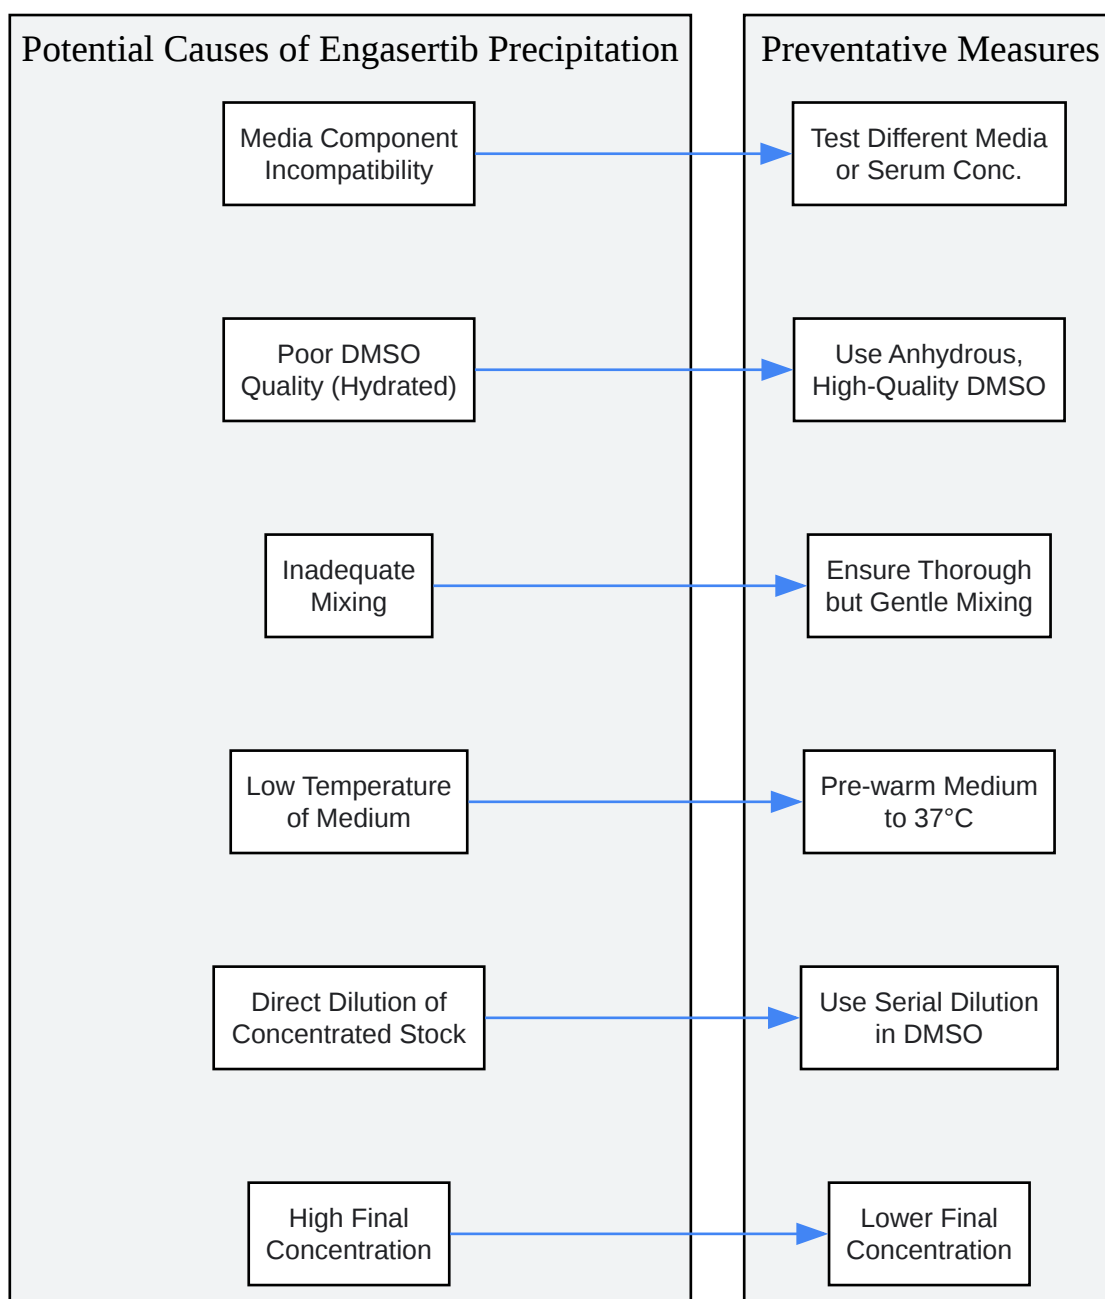 Potential Causes of Engasertib Precipitation
Preventative Measures
Media Component
Incompatibility
Test Different Media
or Serum Conc.
Poor DMSO
Quality (Hydrated)
Use Anhydrous,
High-Quality DMSO
Inadequate
Mixing
Ensure Thorough
but Gentle Mixing
Low Temperature
of Medium
Pre-warm Medium
to 37°C
Direct Dilution of
Concentrated Stock
Use Serial Dilution
in DMSO
High Final
Concentration
Lower Final
Concentration